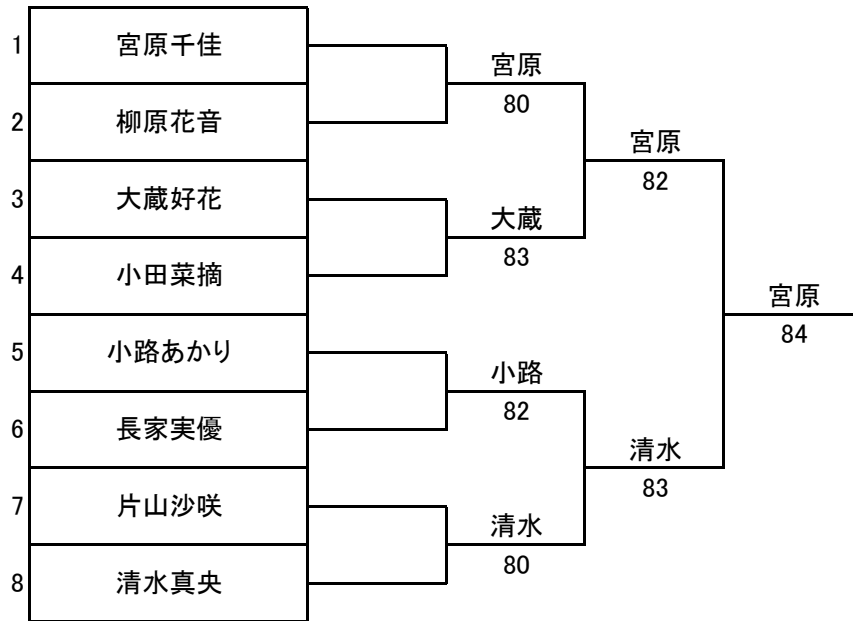 1 宮原千佳
2 柳原花音
3 大蔵好花
4 小田菜摘
5 小路あかり
6 長家実優
7 片山沙咲
8 清水真央
宮原
80
大蔵
83
小路
82
清水
80
宮原
82
清水
83
宮原
84